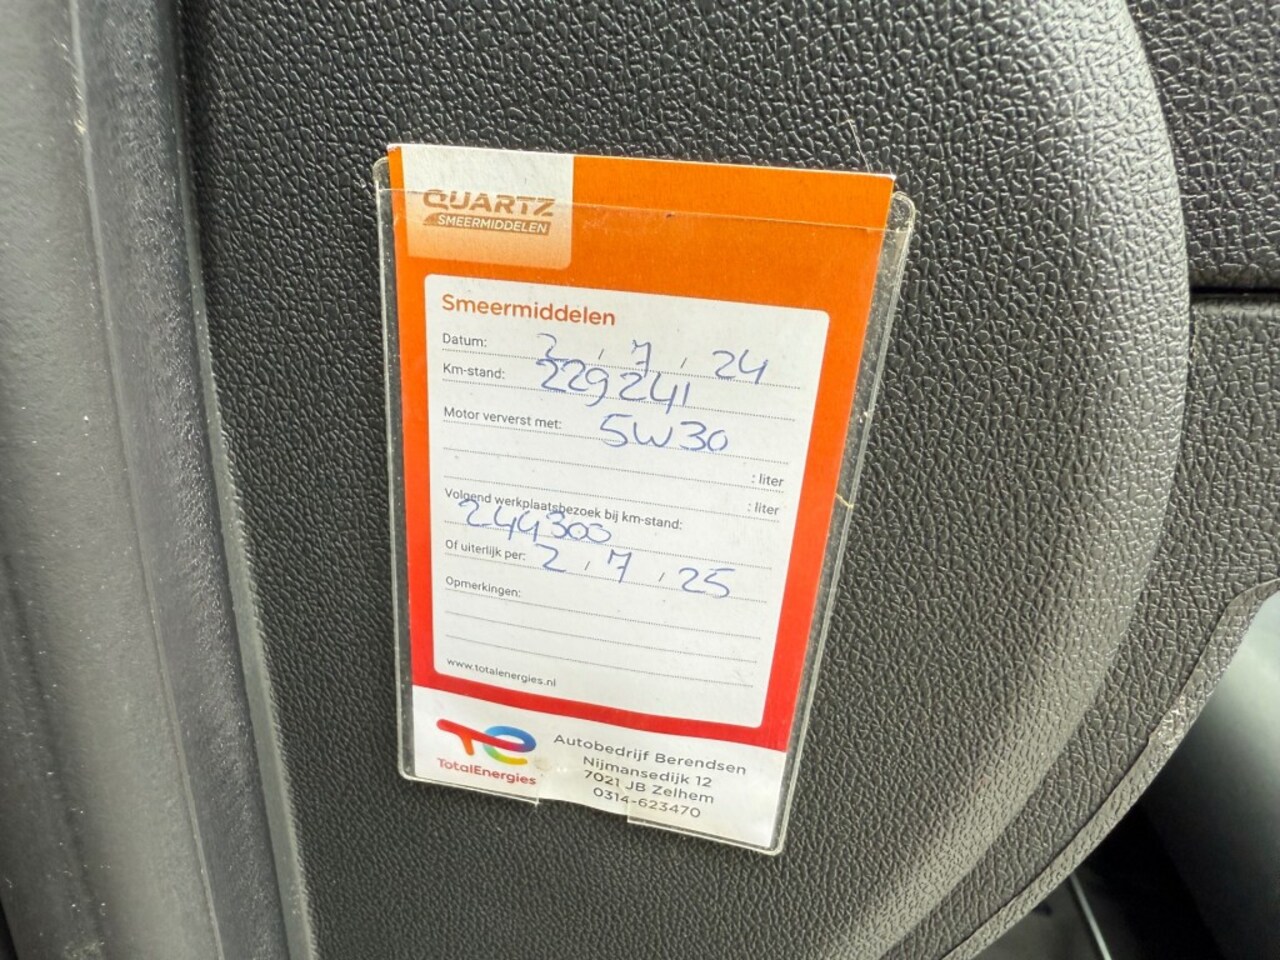 QUARTZ
SMEERMIDDELEN
Smeermiddelen
Datum: 2 / 7 / 24
Km-stand: 229241
Motor ververst met: 5W30
: liter
: liter
Volgend werkplaatsbezoek bij km-stand:
244300
Of uiterlijk per: 2 / 7 / 25
Opmerkingen:
www.totalenergies.nl
TotalEnergies
Autobedrijf Berendsen
Nijmansedijk 12
7021 JB Zelhem
0314-623470